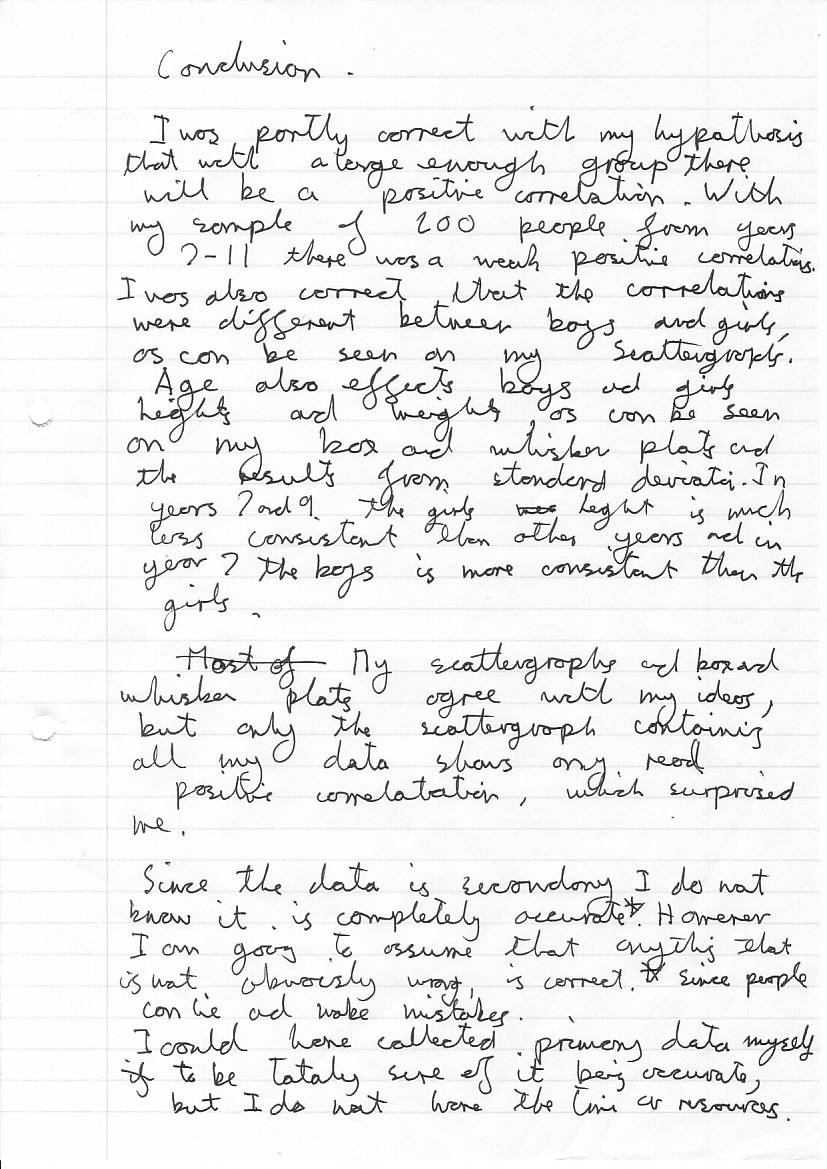 Conclusion.
I was partly correct with my hypothosis
that with a large enough group there
will be a positive correlation. With
my sample of 200 people from years
7-11 there was a weak positive correlation.
I was also correct that the correlations
were different between boys and girls,
as can be seen on my scattergraphs.
Age also effects boys and girls
heights and weights, as can be seen
on my box and whisker plots and
the results from standard deviation. In
years 7 and 9 the girls was height is much
less consistent than other years and in
year 7 the boys is more consistent than the
girls.
Most of My scattergraphs and box and
whisker plots agree with my ideas,
but only the scattergraph containing
all my data shows any real
positive correlatation, which surprised
me.
Since the data is secondary I do not
know it is completely accurate*. However
I am going to assume that anything that
is not obviously wrong, is correct. * since people
can lie and make mistakes.
I could have collected primary data myself
if to be totaly sure of it being accurate,
but I do not have the time or resources.